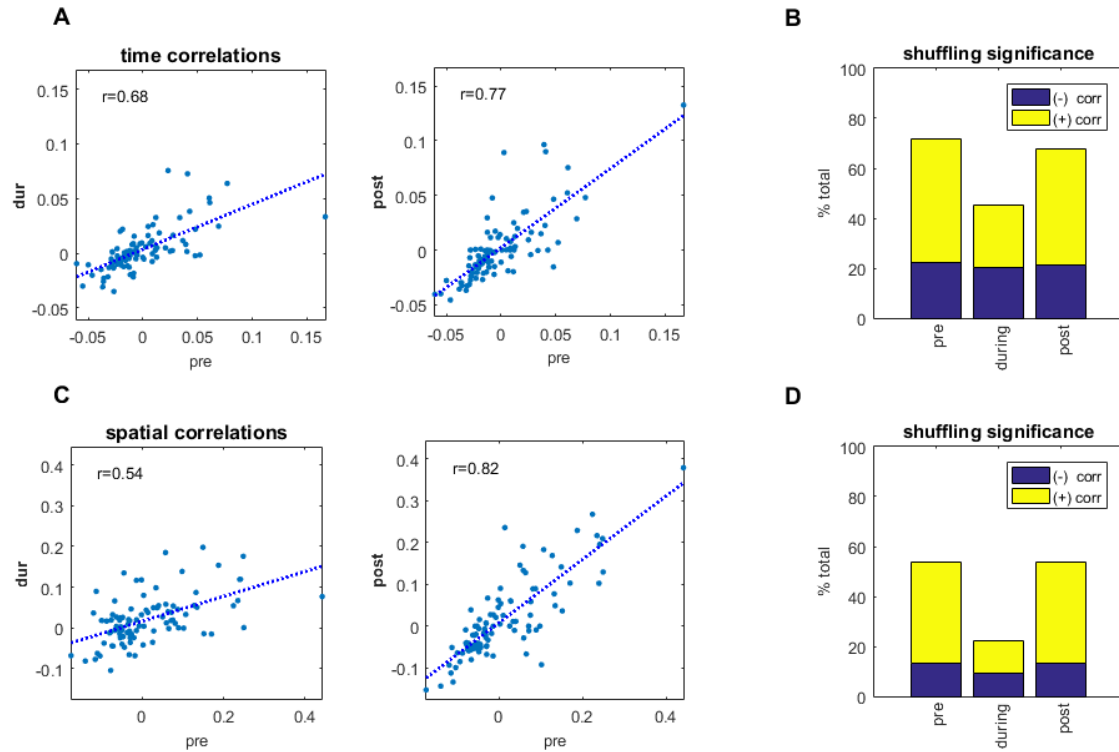 A
time correlations
r=0.68
dur
0.15
0.1
0.05
0
-0.05
-0.05 0 0.05 0.1 0.15
pre
r=0.77
post
0.15
0.1
0.05
0
-0.05
-0.05 0 0.05 0.1 0.15
pre
B
shuffling significance
(-) corr
(+) corr
% total
100
80
60
40
20
0
pre
during
post
C
spatial correlations
r=0.54
dur
0.4
0.3
0.2
0.1
0
-0.1
0 0.2 0.4
pre
r=0.82
post
0.4
0.3
0.2
0.1
0
-0.1
0 0.2 0.4
pre
D
shuffling significance
(-) corr
(+) corr
% total
100
80
60
40
20
0
pre
during
post